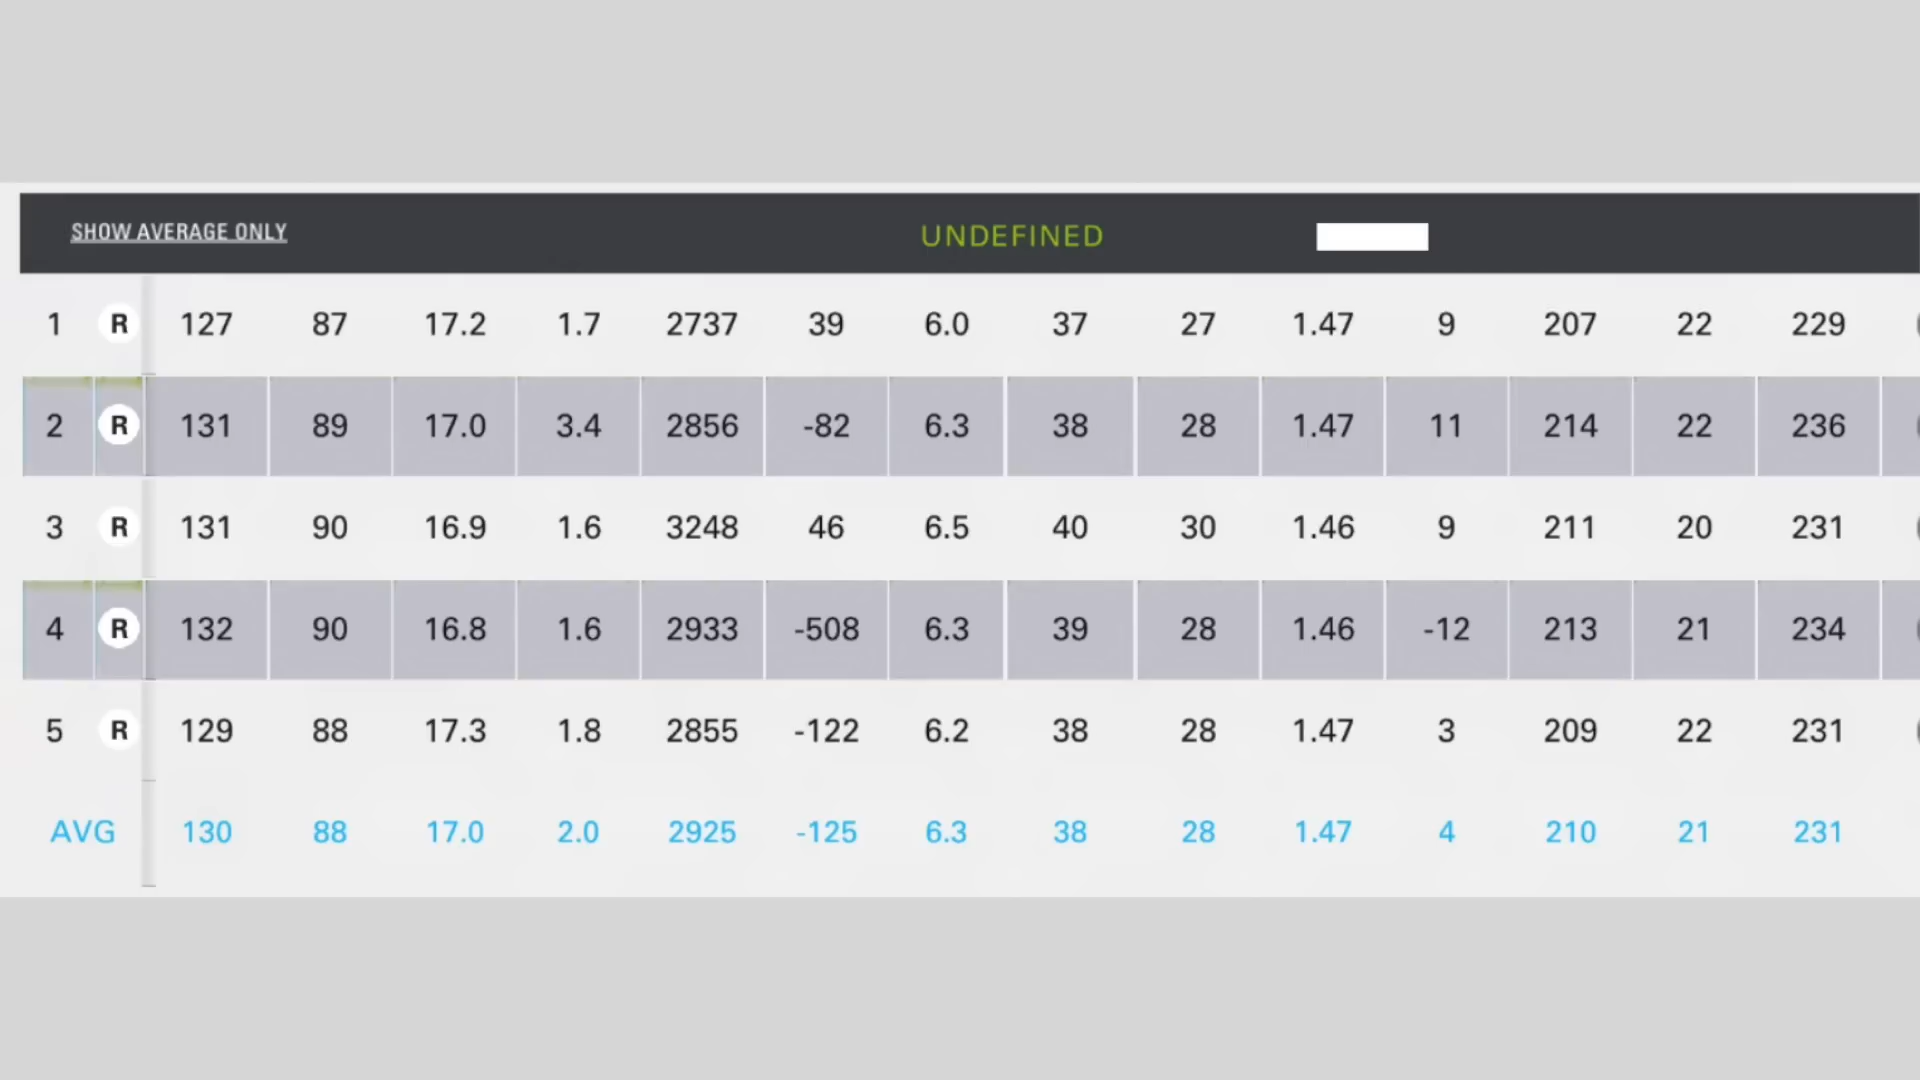 SHOW AVERAGE ONLY UNDEFINED
1 R 127 87 17.2 1.7 2737 39 6.0 37 27 1.47 9 207 22 229
2 R 131 89 17.0 3.4 2856 -82 6.3 38 28 1.47 11 214 22 236
3 R 131 90 16.9 1.6 3248 46 6.5 40 30 1.46 9 211 20 231
4 R 132 90 16.8 1.6 2933 -508 6.3 39 28 1.46 -12 213 21 234
5 R 129 88 17.3 1.8 2855 -122 6.2 38 28 1.47 3 209 22 231
AVG 130 88 17.0 2.0 2925 -125 6.3 38 28 1.47 4 210 21 231